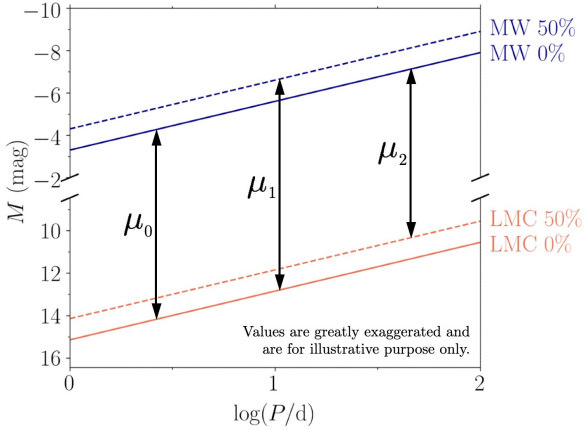 −10
−8
−6
−4
−2
10
12
14
16
M (mag)
0
1
2
log(P/d)
MW 50%
MW 0%
LMC 50%
LMC 0%
μ0
μ1
μ2
Values are greatly exaggerated and
are for illustrative purpose only.